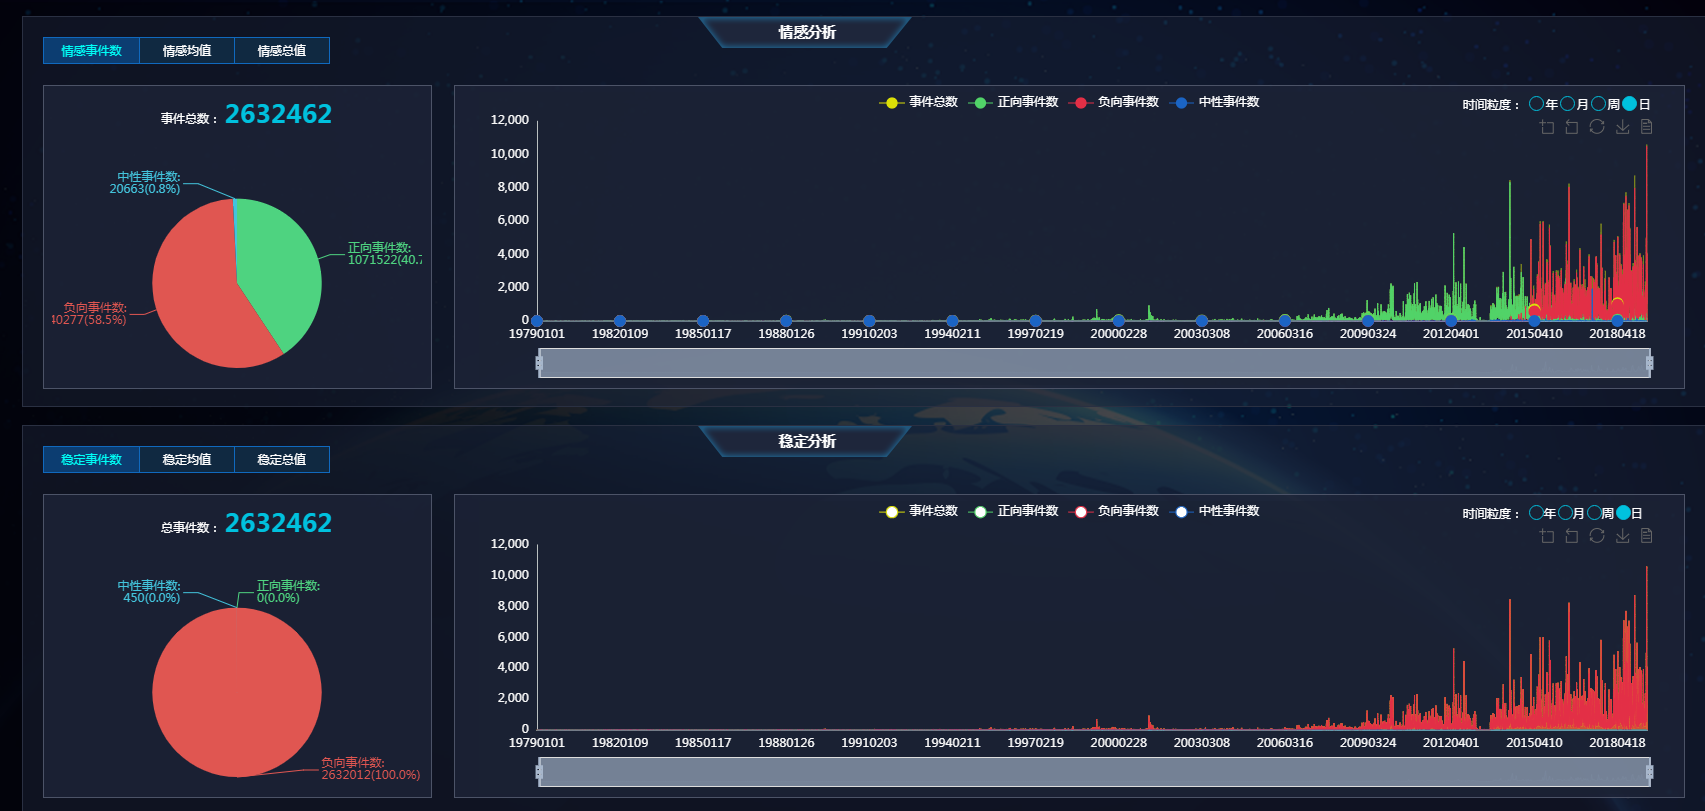 情感分析
情感事件数 情感均值 情感总值
事件总数： 2632462
中性事件数:
20663(0.8%)
正向事件数:
1071522(40.7
负向事件数:
40277(58.5%)
事件总数 正向事件数 负向事件数 中性事件数
时间粒度： 年 月 周 日
12,000
10,000
8,000
6,000
4,000
2,000
0
19790101 19820109 19850117 19880126 19910203 19940211 19970219 20000228 20030308 20060316 20090324 20120401 20150410 20180418
稳定分析
稳定事件数 稳定均值 稳定总值
总事件数： 2632462
中性事件数:
450(0.0%)
正向事件数:
0(0.0%)
负向事件数:
2632012(100.0%)
事件总数 正向事件数 负向事件数 中性事件数
时间粒度： 年 月 周 日
12,000
10,000
8,000
6,000
4,000
2,000
0
19790101 19820109 19850117 19880126 19910203 19940211 19970219 20000228 20030308 20060316 20090324 20120401 20150410 20180418